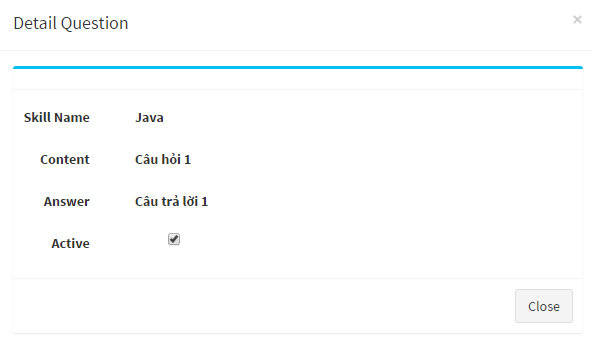 Detail Question
×
Skill Name Java
Content Câu hỏi 1
Answer Câu trả lời 1
Active
Close